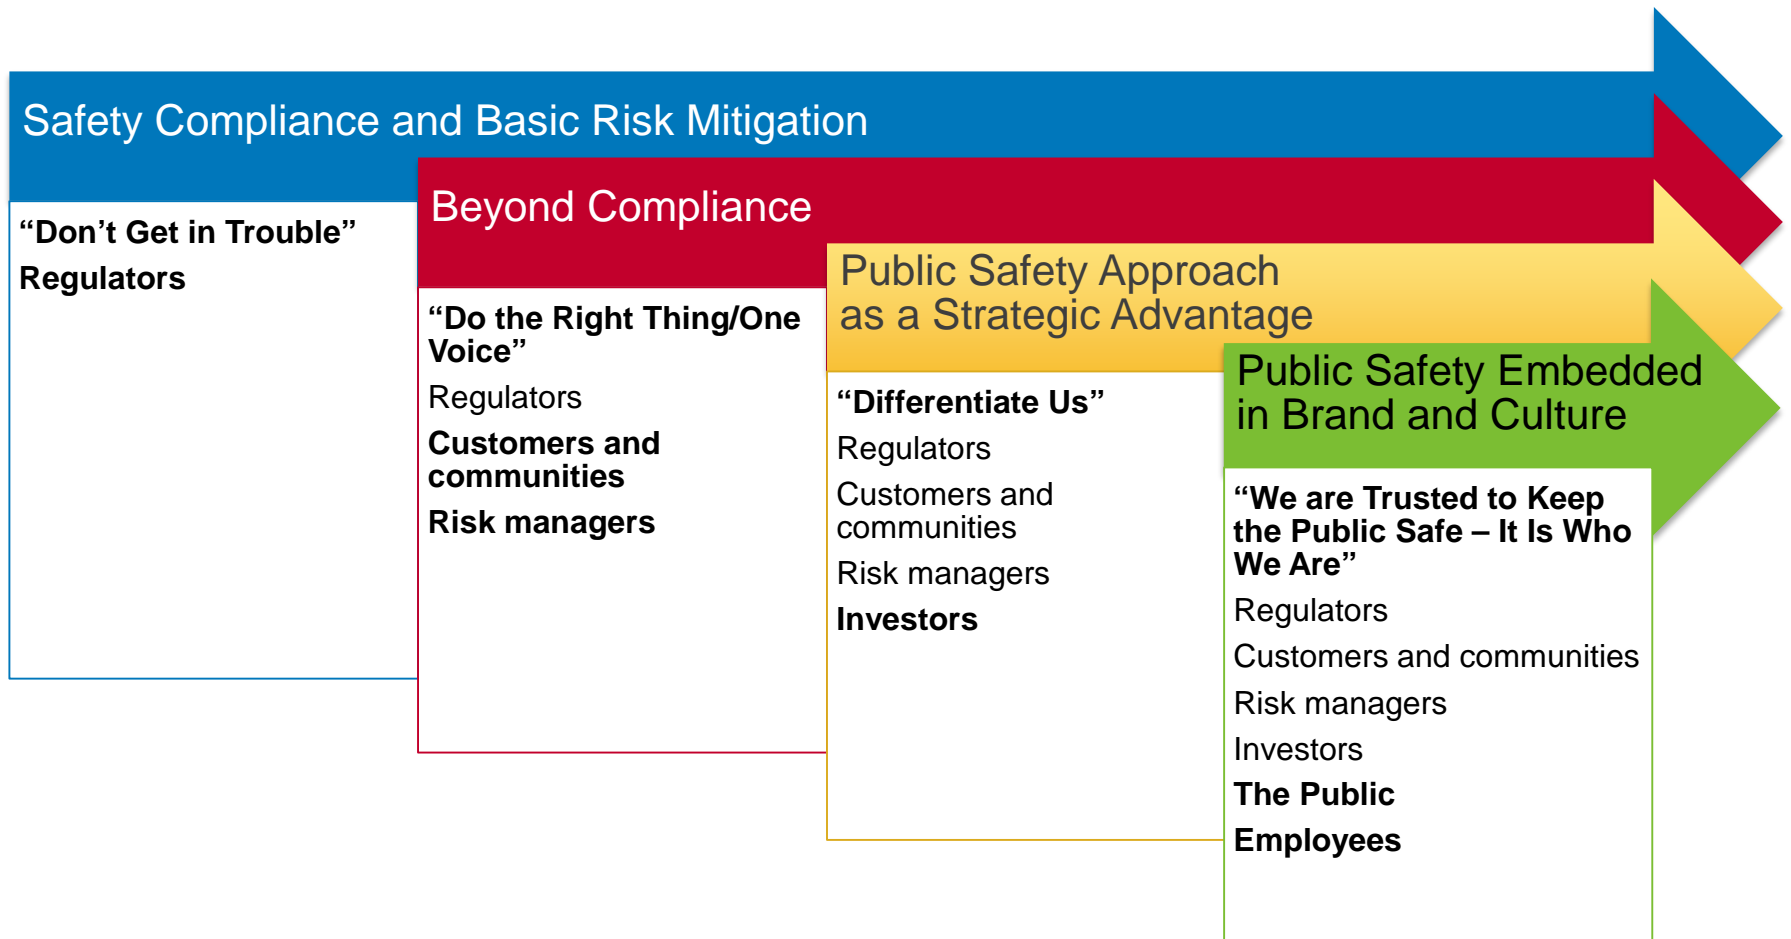 Safety Compliance and Basic Risk Mitigation
“Don’t Get in Trouble”
Regulators
Beyond Compliance
“Do the Right Thing/One
Voice”
Regulators
Customers and
communities
Risk managers
Public Safety Approach
as a Strategic Advantage
“Differentiate Us”
Regulators
Customers and
communities
Risk managers
Investors
Public Safety Embedded
in Brand and Culture
“We are Trusted to Keep
the Public Safe – It Is Who
We Are”
Regulators
Customers and communities
Risk managers
Investors
The Public
Employees